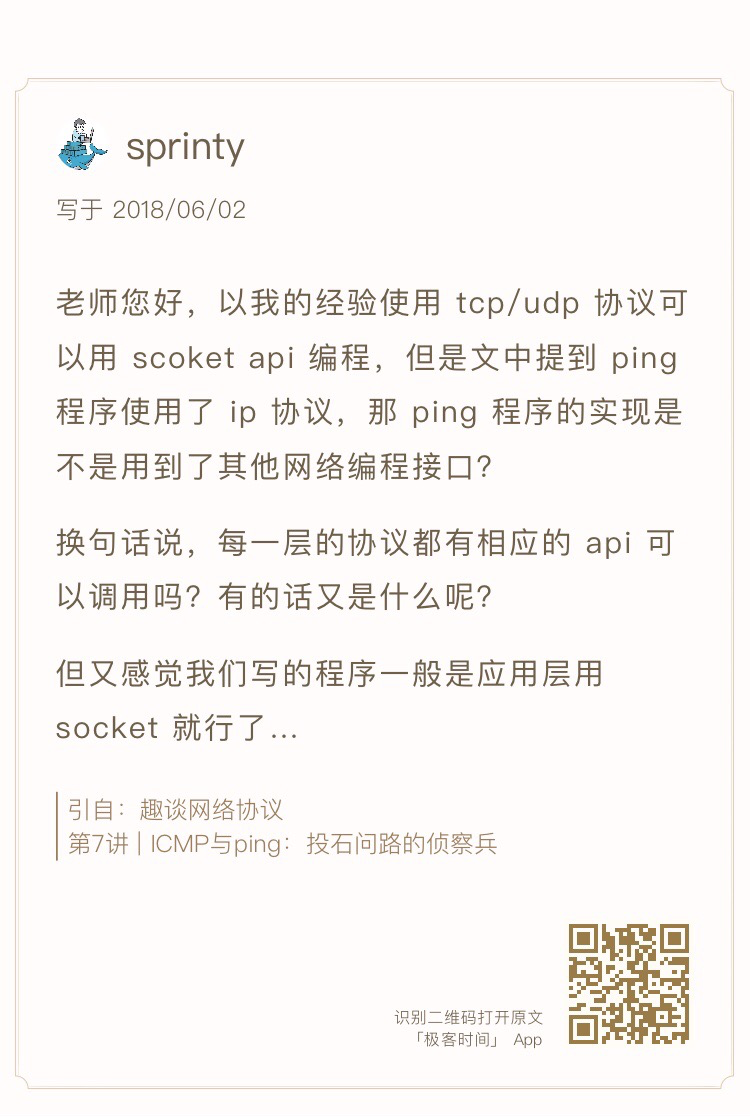 sprinty
写于 2018/06/02
老师您好，以我的经验使用 tcp/udp 协议可
以用 scoket api 编程，但是文中提到 ping
程序使用了 ip 协议，那 ping 程序的实现是
不是用到了其他网络编程接口？
换句话说，每一层的协议都有相应的 api 可
以调用吗？有的话又是什么呢？
但又感觉我们写的程序一般是应用层用
socket 就行了...
引自：趣谈网络协议
第7讲 | ICMP与ping：投石问路的侦察兵
识别二维码打开原文
「极客时间」 App